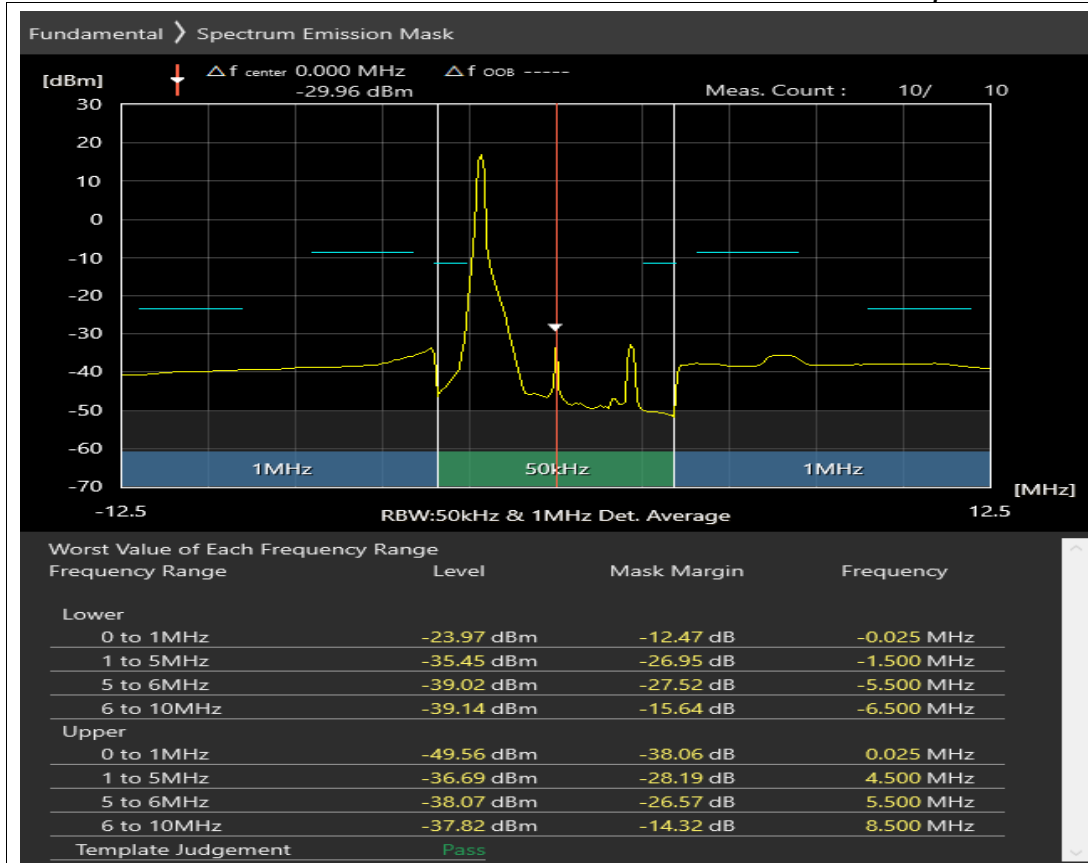 Fundamental 〉 Spectrum Emission Mask
△f center 0.000 MHz △f OOB -----
[dBm]
-29.96 dBm Meas. Count : 10/ 10
30
20
10
0
-10
-20
-30
-40
-50
-60
1MHz 50kHz 1MHz
-70
[MHz]
-12.5 RBW:50kHz & 1MHz Det. Average 12.5
Worst Value of Each Frequency Range
Frequency Range Level Mask Margin Frequency
Lower
0 to 1MHz -23.97 dBm -12.47 dB -0.025 MHz
1 to 5MHz -35.45 dBm -26.95 dB -1.500 MHz
5 to 6MHz -39.02 dBm -27.52 dB -5.500 MHz
6 to 10MHz -39.14 dBm -15.64 dB -6.500 MHz
Upper
0 to 1MHz -49.56 dBm -38.06 dB 0.025 MHz
1 to 5MHz -36.69 dBm -28.19 dB 4.500 MHz
5 to 6MHz -38.07 dBm -26.57 dB 5.500 MHz
6 to 10MHz -37.82 dBm -14.32 dB 8.500 MHz
Template Judgement Pass